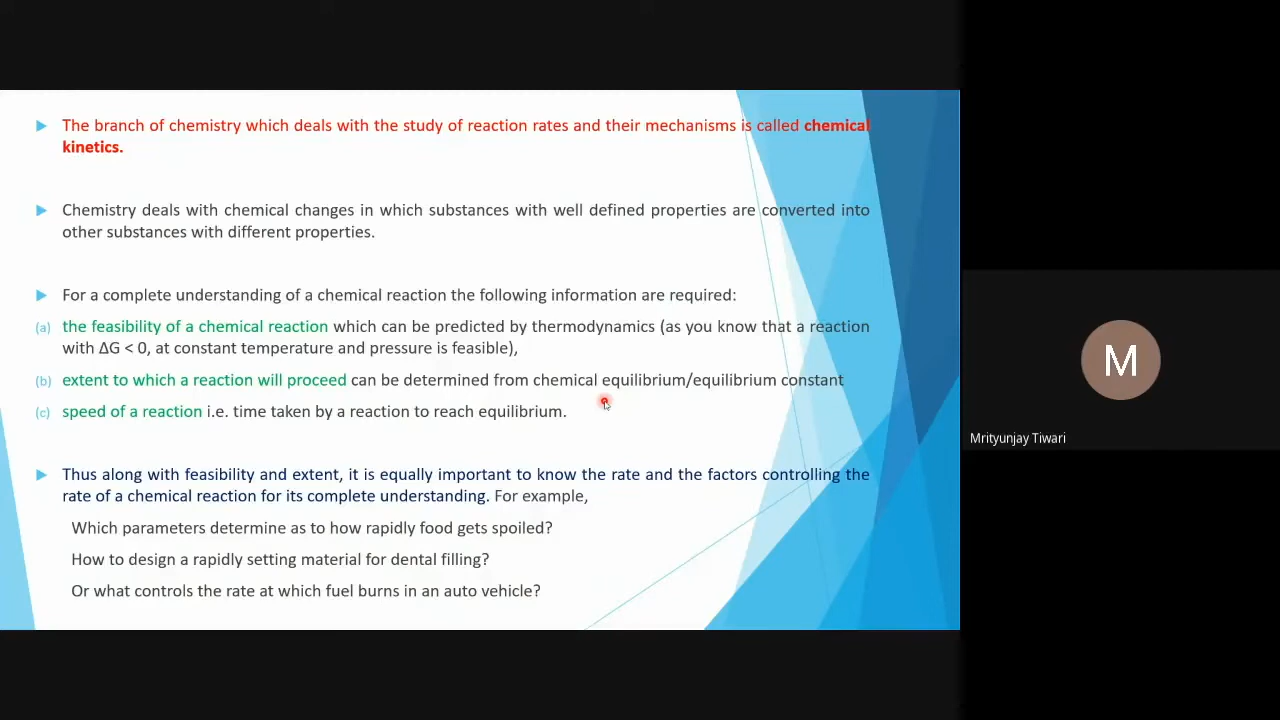 The branch of chemistry which deals with the study of reaction rates and their mechanisms is called chemical
kinetics.
Chemistry deals with chemical changes in which substances with well defined properties are converted into
other substances with different properties.
For a complete understanding of a chemical reaction the following information are required:
(a) the feasibility of a chemical reaction which can be predicted by thermodynamics (as you know that a reaction
with ΔG < 0, at constant temperature and pressure is feasible),
(b) extent to which a reaction will proceed can be determined from chemical equilibrium/equilibrium constant
(c) speed of a reaction i.e. time taken by a reaction to reach equilibrium.
Thus along with feasibility and extent, it is equally important to know the rate and the factors controlling the
rate of a chemical reaction for its complete understanding. For example,
Which parameters determine as to how rapidly food gets spoiled?
How to design a rapidly setting material for dental filling?
Or what controls the rate at which fuel burns in an auto vehicle?
M
Mrityunjay Tiwari